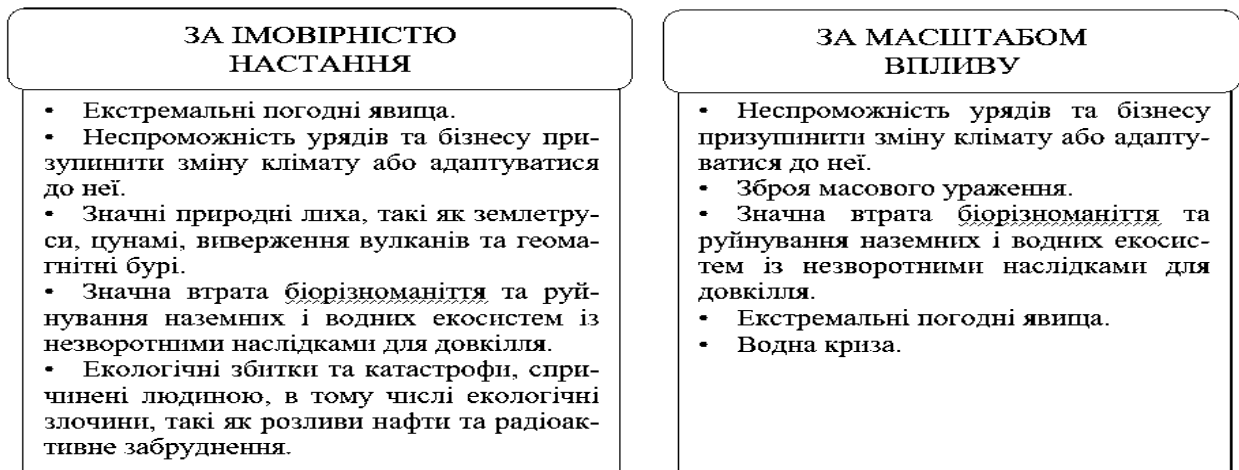 ЗА ІМОВІРНІСТЮ
НАСТАННЯ
• Екстремальні погодні явища.
• Неспроможність урядів та бізнесу при-
зупинити зміну клімату або адаптуватися
до неї.
• Значні природні лиха, такі як землетру-
си, цунамі, виверження вулканів та геома-
гнітні бурі.
• Значна втрата біорізноманіття та руй-
нування наземних і водних екосистем із
незворотними наслідками для довкілля.
• Екологічні збитки та катастрофи, спри-
чинені людиною, в тому числі екологічні
злочини, такі як розливи нафти та радіоак-
тивне забруднення.
ЗА МАСШТАБОМ
ВПЛИВУ
• Неспроможність урядів та бізнесу
призупинити зміну клімату або адапту-
ватися до неї.
• Зброя масового ураження.
• Значна втрата біорізноманіття та
руйнування наземних і водних екосис-
тем із незворотними наслідками для
довкілля.
• Екстремальні погодні явища.
• Водна криза.